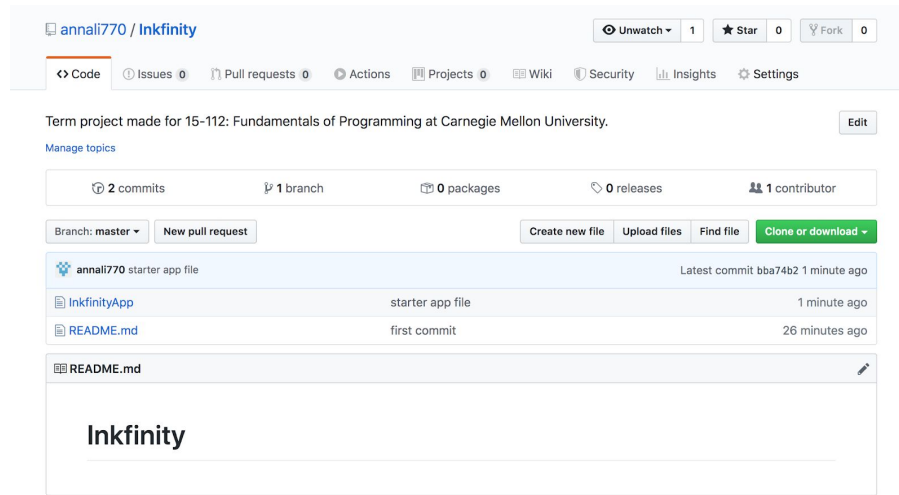 annali770 / Inkfinity Unwatch 1 Star 0 Fork 0
Code Issues 0 Pull requests 0 Actions Projects 0 Wiki Security Insights Settings
Term project made for 15-112: Fundamentals of Programming at Carnegie Mellon University. Edit
Manage topics
2 commits 1 branch 0 packages 0 releases 1 contributor
Branch: master New pull request Create new file Upload files Find file Clone or download
annali770 starter app file Latest commit bba74b2 1 minute ago
InkfinityApp starter app file 1 minute ago
README.md first commit 26 minutes ago
README.md
Inkfinity